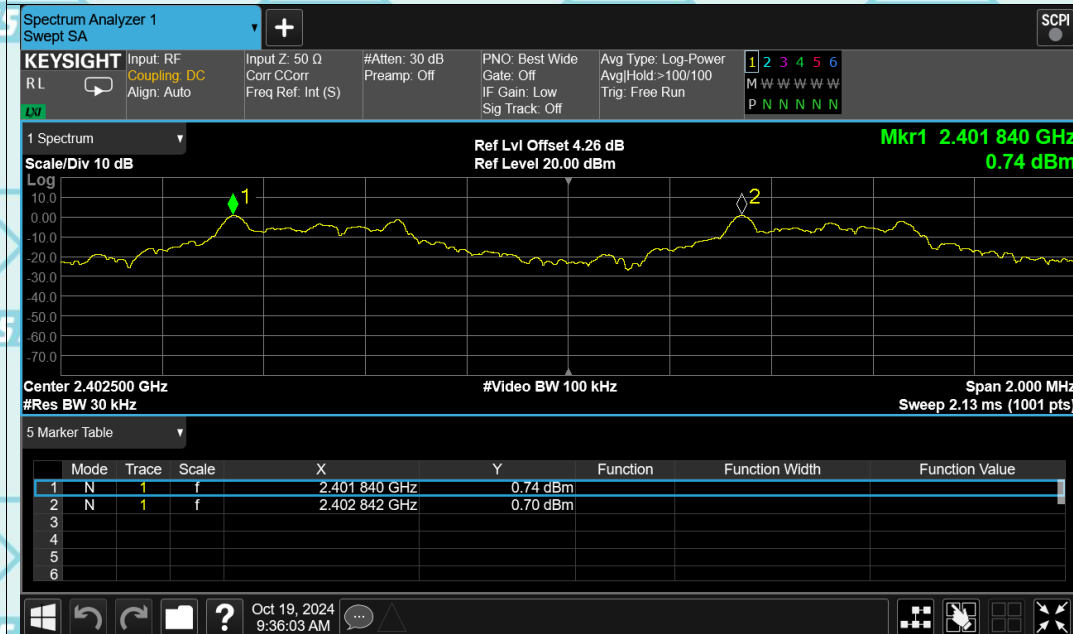 Spectrum Analyzer 1
Swept SA
+
SCPI
KEYSIGHT
RL
LXI
Input: RF
Coupling: DC
Align: Auto
Input Z: 50 Ω
Corr CCorr
Freq Ref: Int (S)
#Atten: 30 dB
Preamp: Off
PNO: Best Wide
Gate: Off
IF Gain: Low
Sig Track: Off
Avg Type: Log-Power
Avg|Hold:>100/100
Trig: Free Run
1 2 3 4 5 6
M W W W W W
P N N N N N
1 Spectrum
Scale/Div 10 dB
Ref Lvl Offset 4.26 dB
Ref Level 20.00 dBm
Mkr1 2.401 840 GHz
0.74 dBm
Log
10.0
0.00
-10.0
-20.0
-30.0
-40.0
-50.0
-60.0
-70.0
1
2
Center 2.402500 GHz
#Video BW 100 kHz
Span 2.000 MHz
#Res BW 30 kHz
Sweep 2.13 ms (1001 pts)
5 Marker Table
Mode Trace Scale X Y Function Function Width Function Value
1 N 1 f 2.401 840 GHz 0.74 dBm
2 N 1 f 2.402 842 GHz 0.70 dBm
3
4
5
6
?
Oct 19, 2024
9:36:03 AM